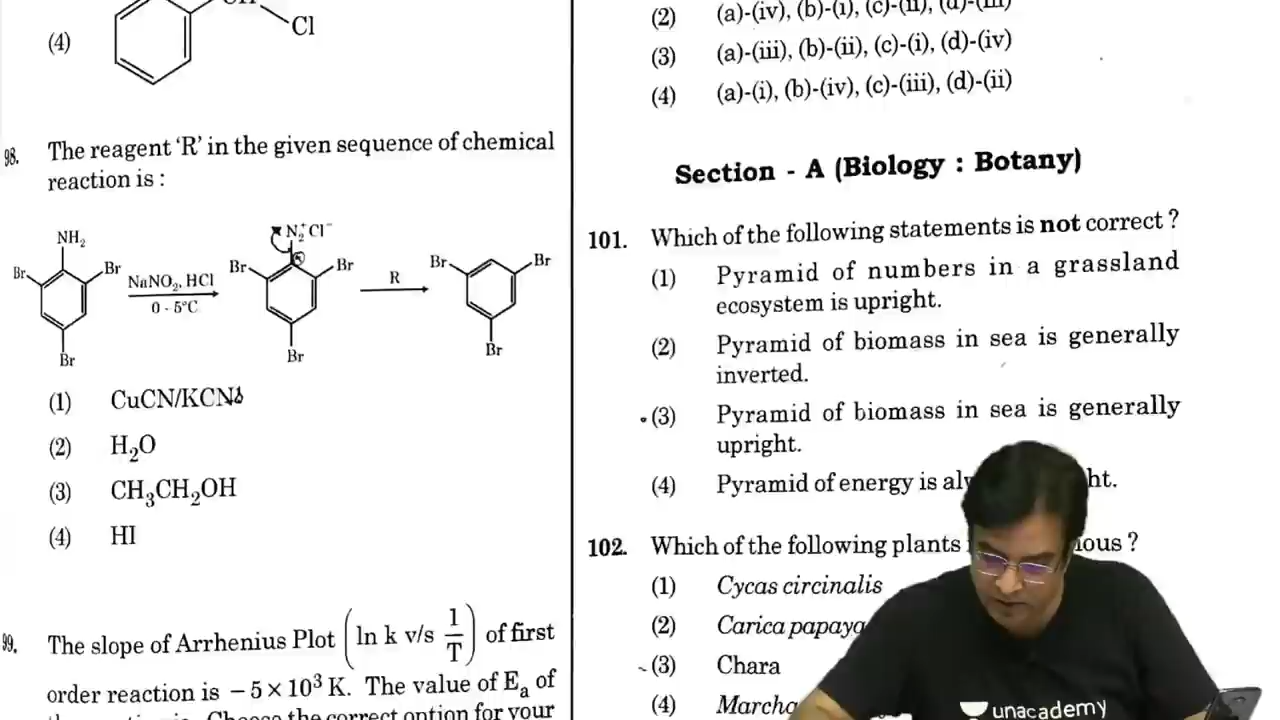 (4)
Cl
98. The reagent ‘R’ in the given sequence of chemical
reaction is :
NH₂
Br
Br
Br
NaNO₂, HCl
0 - 5°C
N₂⁺Cl⁻
Br
Br
Br
R
Br
Br
Br
(1) CuCN/KCN
(2) H₂O
(3) CH₃CH₂OH
(4) HI
99. The slope of Arrhenius Plot (ln k v/s 1/T) of first
order reaction is – 5 × 10³ K. The value of Eₐ of
Choose the correct option for your
(2) (a)-(iv), (b)-(i), (c)-(ii), (d)-(iii)
(3) (a)-(iii), (b)-(ii), (c)-(i), (d)-(iv)
(4) (a)-(i), (b)-(iv), (c)-(iii), (d)-(ii)
Section - A (Biology : Botany)
101. Which of the following statements is not correct ?
(1) Pyramid of numbers in a grassland
ecosystem is upright.
(2) Pyramid of biomass in sea is generally
inverted.
(3) Pyramid of biomass in sea is generally
upright.
(4) Pyramid of energy is
102. Which of the following plants
(1) Cycas circinalis
(2) Carica papaya
(3) Chara
(4)
unacademy